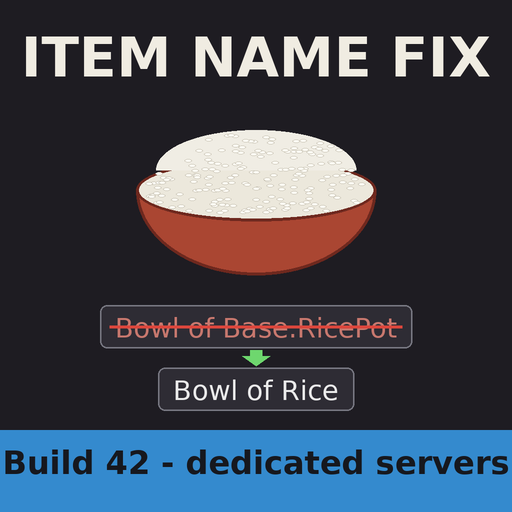 ITEM NAME FIX
Bowl of Base.RicePot
Bowl of Rice
Build 42 - dedicated servers